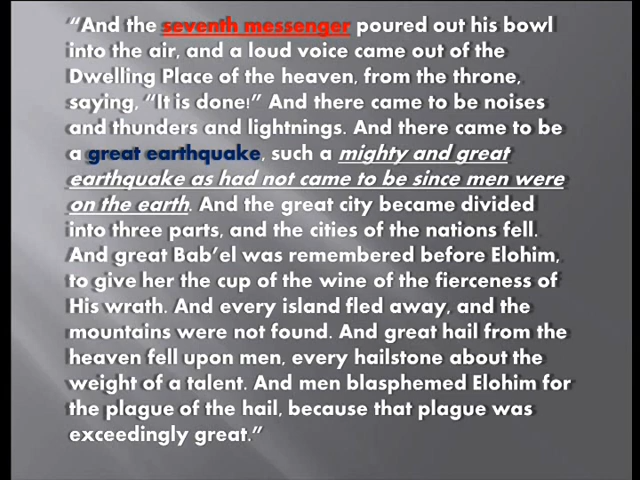 “And the seventh messenger poured out his bowl
into the air, and a loud voice came out of the
Dwelling Place of the heaven, from the throne,
saying, “It is done!” And there came to be noises
and thunders and lightnings. And there came to be
a great earthquake, such a mighty and great
earthquake as had not came to be since men were
on the earth. And the great city became divided
into three parts, and the cities of the nations fell.
And great Bab’el was remembered before Elohim,
to give her the cup of the wine of the fierceness of
His wrath. And every island fled away, and the
mountains were not found. And great hail from the
heaven fell upon men, every hailstone about the
weight of a talent. And men blasphemed Elohim for
the plague of the hail, because that plague was
exceedingly great.”